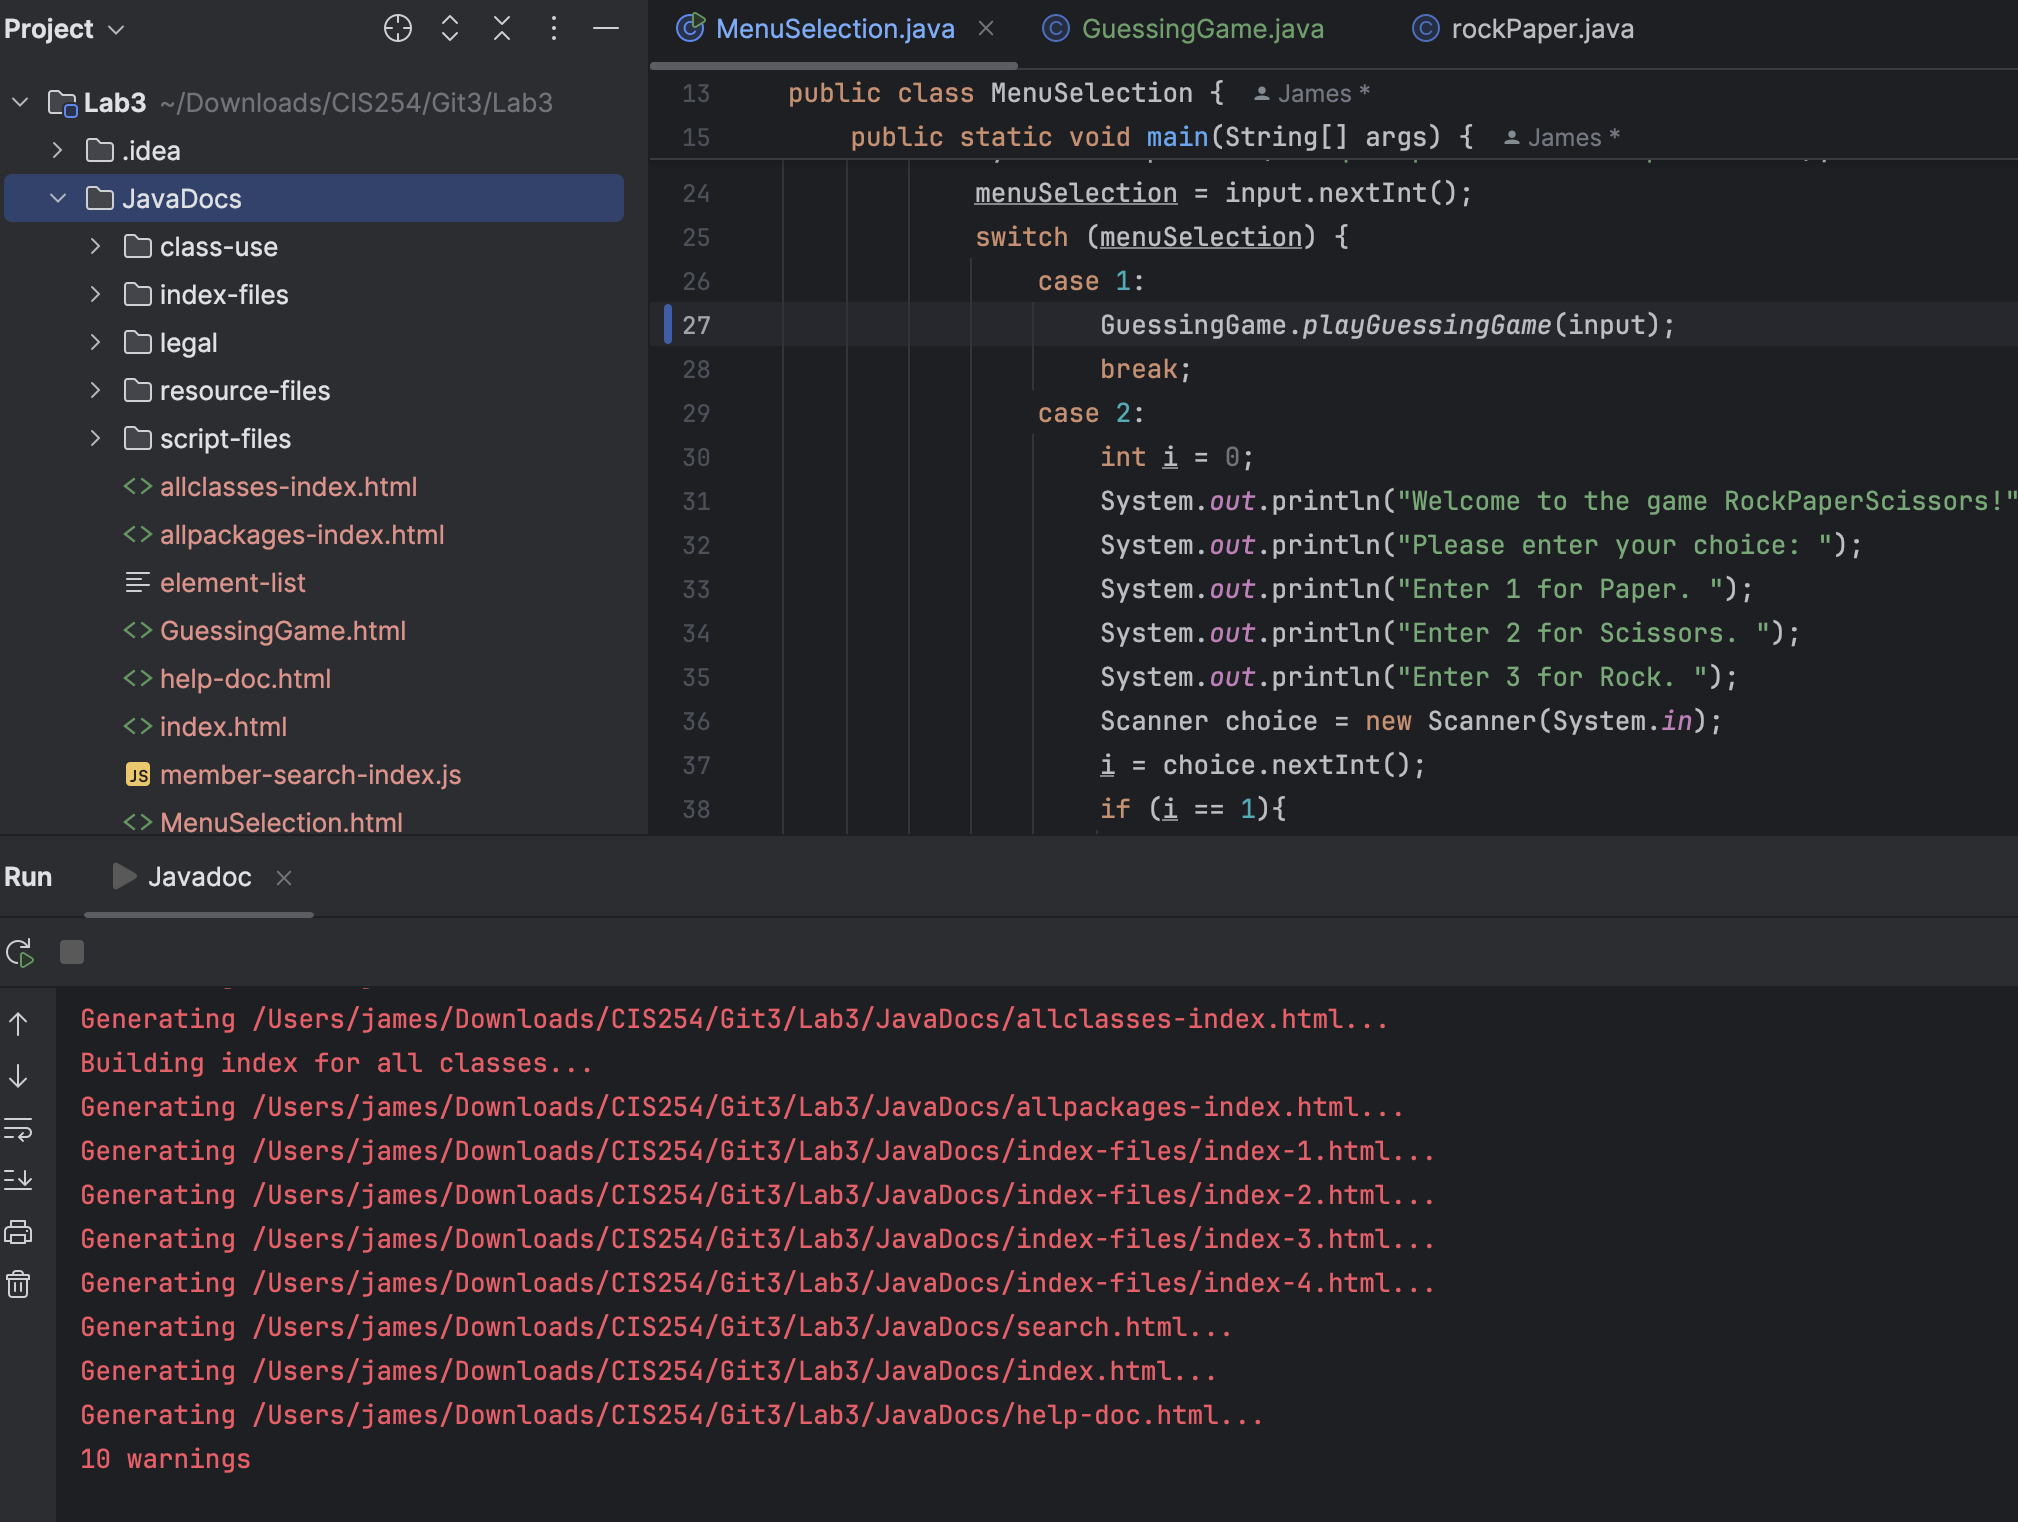 Project
Lab3 ~/Downloads/CIS254/Git3/Lab3
.idea
JavaDocs
class-use
index-files
legal
resource-files
script-files
allclasses-index.html
allpackages-index.html
element-list
GuessingGame.html
help-doc.html
index.html
JS member-search-index.js
MenuSelection.html
MenuSelection.java GuessingGame.java rockPaper.java
13 public class MenuSelection { James *
15 public static void main(String[] args) { James *
24 menuSelection = input.nextInt();
25 switch (menuSelection) {
26 case 1:
27 GuessingGame.playGuessingGame(input);
28 break;
29 case 2:
30 int i = 0;
31 System.out.println("Welcome to the game RockPaperScissors!"
32 System.out.println("Please enter your choice: ");
33 System.out.println("Enter 1 for Paper. ");
34 System.out.println("Enter 2 for Scissors. ");
35 System.out.println("Enter 3 for Rock. ");
36 Scanner choice = new Scanner(System.in);
37 i = choice.nextInt();
38 if (i == 1){
Run Javadoc
Generating /Users/james/Downloads/CIS254/Git3/Lab3/JavaDocs/allclasses-index.html...
Building index for all classes...
Generating /Users/james/Downloads/CIS254/Git3/Lab3/JavaDocs/allpackages-index.html...
Generating /Users/james/Downloads/CIS254/Git3/Lab3/JavaDocs/index-files/index-1.html...
Generating /Users/james/Downloads/CIS254/Git3/Lab3/JavaDocs/index-files/index-2.html...
Generating /Users/james/Downloads/CIS254/Git3/Lab3/JavaDocs/index-files/index-3.html...
Generating /Users/james/Downloads/CIS254/Git3/Lab3/JavaDocs/index-files/index-4.html...
Generating /Users/james/Downloads/CIS254/Git3/Lab3/JavaDocs/search.html...
Generating /Users/james/Downloads/CIS254/Git3/Lab3/JavaDocs/index.html...
Generating /Users/james/Downloads/CIS254/Git3/Lab3/JavaDocs/help-doc.html...
10 warnings